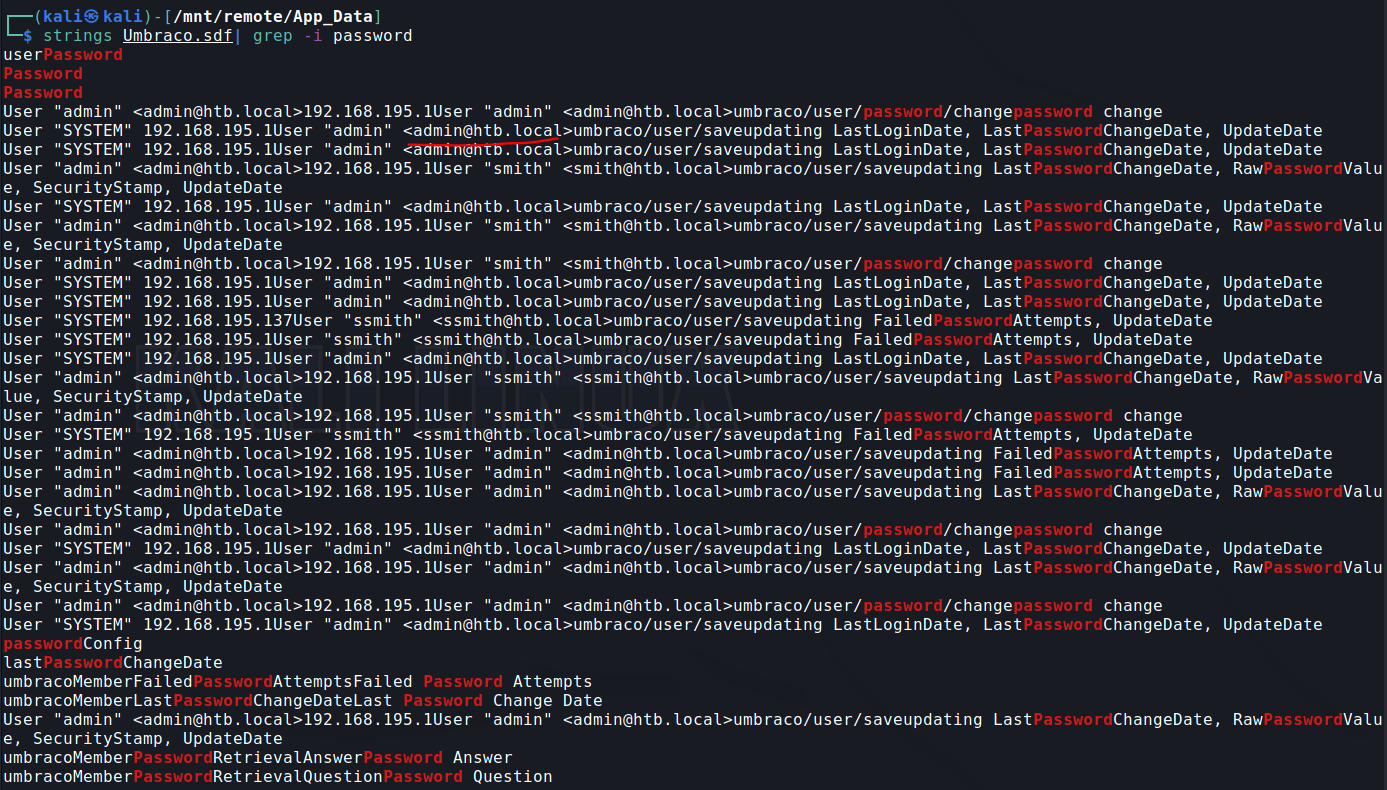 ┌──(kali㉿kali)-[/mnt/remote/App_Data]
└─$ strings Umbraco.sdf| grep -i password
userPassword
Password
Password
User "admin" <admin@htb.local>192.168.195.1User "admin" <admin@htb.local>umbraco/user/password/changepassword change
User "SYSTEM" 192.168.195.1User "admin" <admin@htb.local>umbraco/user/saveupdating LastLoginDate, LastPasswordChangeDate, UpdateDate
User "SYSTEM" 192.168.195.1User "admin" <admin@htb.local>umbraco/user/saveupdating LastLoginDate, LastPasswordChangeDate, UpdateDate
User "admin" <admin@htb.local>192.168.195.1User "smith" <smith@htb.local>umbraco/user/saveupdating LastPasswordChangeDate, RawPasswordValu
e, SecurityStamp, UpdateDate
User "SYSTEM" 192.168.195.1User "admin" <admin@htb.local>umbraco/user/saveupdating LastLoginDate, LastPasswordChangeDate, UpdateDate
User "admin" <admin@htb.local>192.168.195.1User "smith" <smith@htb.local>umbraco/user/saveupdating LastPasswordChangeDate, RawPasswordValu
e, SecurityStamp, UpdateDate
User "admin" <admin@htb.local>192.168.195.1User "smith" <smith@htb.local>umbraco/user/password/changepassword change
User "SYSTEM" 192.168.195.1User "admin" <admin@htb.local>umbraco/user/saveupdating LastLoginDate, LastPasswordChangeDate, UpdateDate
User "SYSTEM" 192.168.195.1User "admin" <admin@htb.local>umbraco/user/saveupdating LastLoginDate, LastPasswordChangeDate, UpdateDate
User "SYSTEM" 192.168.195.137User "ssmith" <ssmith@htb.local>umbraco/user/saveupdating FailedPasswordAttempts, UpdateDate
User "SYSTEM" 192.168.195.1User "ssmith" <ssmith@htb.local>umbraco/user/saveupdating FailedPasswordAttempts, UpdateDate
User "SYSTEM" 192.168.195.1User "admin" <admin@htb.local>umbraco/user/saveupdating LastLoginDate, LastPasswordChangeDate, UpdateDate
User "admin" <admin@htb.local>192.168.195.1User "ssmith" <ssmith@htb.local>umbraco/user/saveupdating LastPasswordChangeDate, RawPasswordVa
lue, SecurityStamp, UpdateDate
User "admin" <admin@htb.local>192.168.195.1User "ssmith" <ssmith@htb.local>umbraco/user/password/changepassword change
User "SYSTEM" 192.168.195.1User "ssmith" <ssmith@htb.local>umbraco/user/saveupdating FailedPasswordAttempts, UpdateDate
User "admin" <admin@htb.local>192.168.195.1User "admin" <admin@htb.local>umbraco/user/saveupdating FailedPasswordAttempts, UpdateDate
User "admin" <admin@htb.local>192.168.195.1User "admin" <admin@htb.local>umbraco/user/saveupdating FailedPasswordAttempts, UpdateDate
User "admin" <admin@htb.local>192.168.195.1User "admin" <admin@htb.local>umbraco/user/saveupdating LastPasswordChangeDate, RawPasswordValu
e, SecurityStamp, UpdateDate
User "admin" <admin@htb.local>192.168.195.1User "admin" <admin@htb.local>umbraco/user/password/changepassword change
User "SYSTEM" 192.168.195.1User "admin" <admin@htb.local>umbraco/user/saveupdating LastLoginDate, LastPasswordChangeDate, UpdateDate
User "admin" <admin@htb.local>192.168.195.1User "admin" <admin@htb.local>umbraco/user/saveupdating LastPasswordChangeDate, RawPasswordValu
e, SecurityStamp, UpdateDate
User "admin" <admin@htb.local>192.168.195.1User "admin" <admin@htb.local>umbraco/user/password/changepassword change
User "SYSTEM" 192.168.195.1User "admin" <admin@htb.local>umbraco/user/saveupdating LastLoginDate, LastPasswordChangeDate, UpdateDate
passwordConfig
lastPasswordChangeDate
umbracoMemberFailedPasswordAttemptsFailed Password Attempts
umbracoMemberLastPasswordChangeDateLast Password Change Date
User "admin" <admin@htb.local>192.168.195.1User "admin" <admin@htb.local>umbraco/user/saveupdating LastPasswordChangeDate, RawPasswordValu
e, SecurityStamp, UpdateDate
umbracoMemberPasswordRetrievalAnswerPassword Answer
umbracoMemberPasswordRetrievalQuestionPassword Question